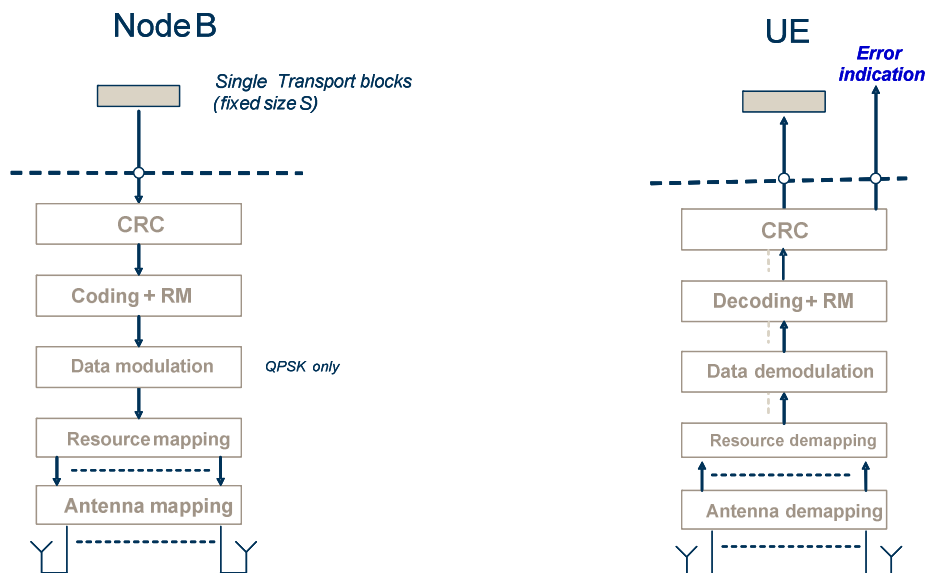 Node B
Single Transport blocks
(fixed size S)
CRC
Coding + RM
Data modulation
QPSK only
Resource mapping
Antenna mapping
UE
Error
indication
CRC
Decoding + RM
Data demodulation
Resource demapping
Antenna demapping